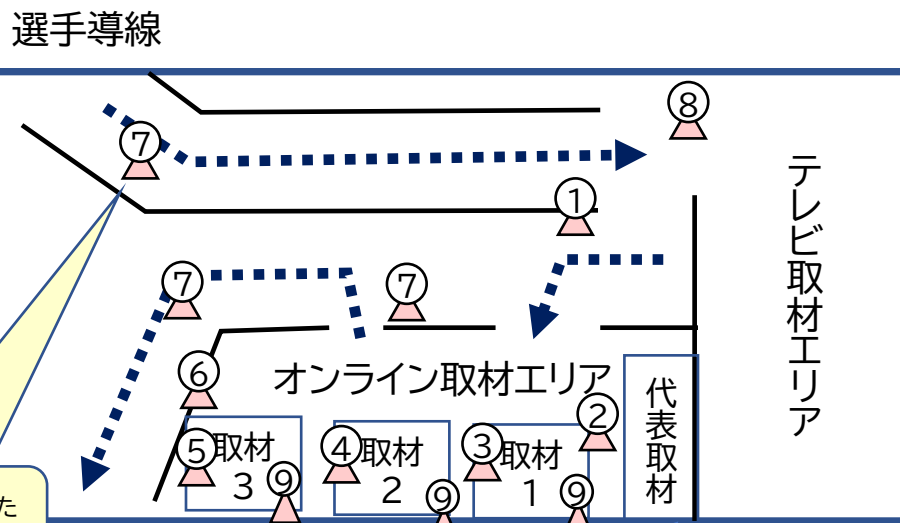 選手導線
⑧
⑦
①
テレビ取材エリア
⑦
⑦
⑥
オンライン取材エリア
代表取材
②
⑤
取材
3
⑨
④
取材
2
⑨
③
取材
1
⑨
た